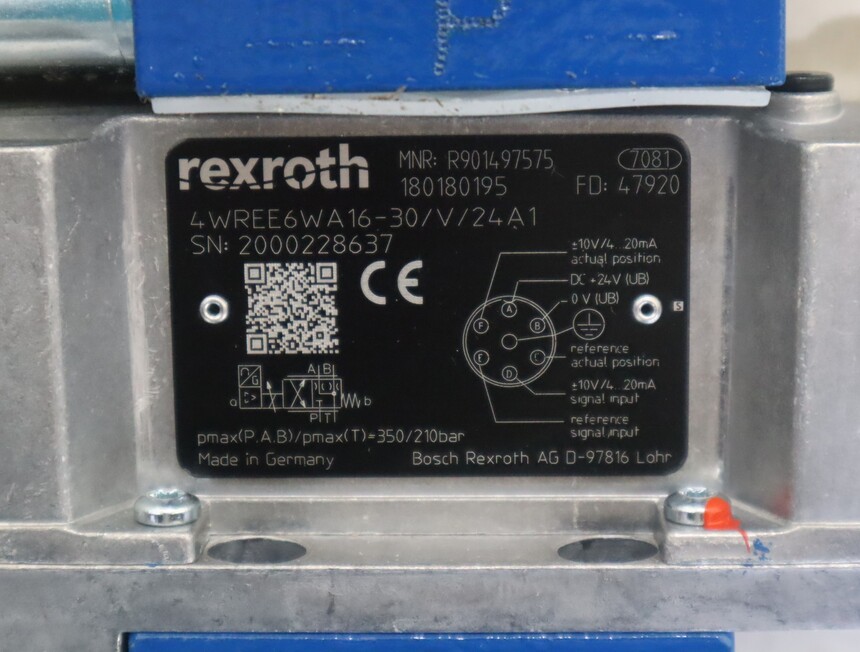 rexroth
MNR: R901497575 7081
180180195 FD: 47920
4WREE6WA16-30/V/24A1
SN: 2000228637
CE
±10V/4...20mA
actual position
DC +24V (UB)
0 V (UB)
A
F B
E C
D
S
reference
actual position
±10V/4...20mA
signal input
reference
signal input
A B
a b
P T
pmax(P.A.B)/pmax(T)=350/210bar
Made in Germany Bosch Rexroth AG D-97816 Lohr